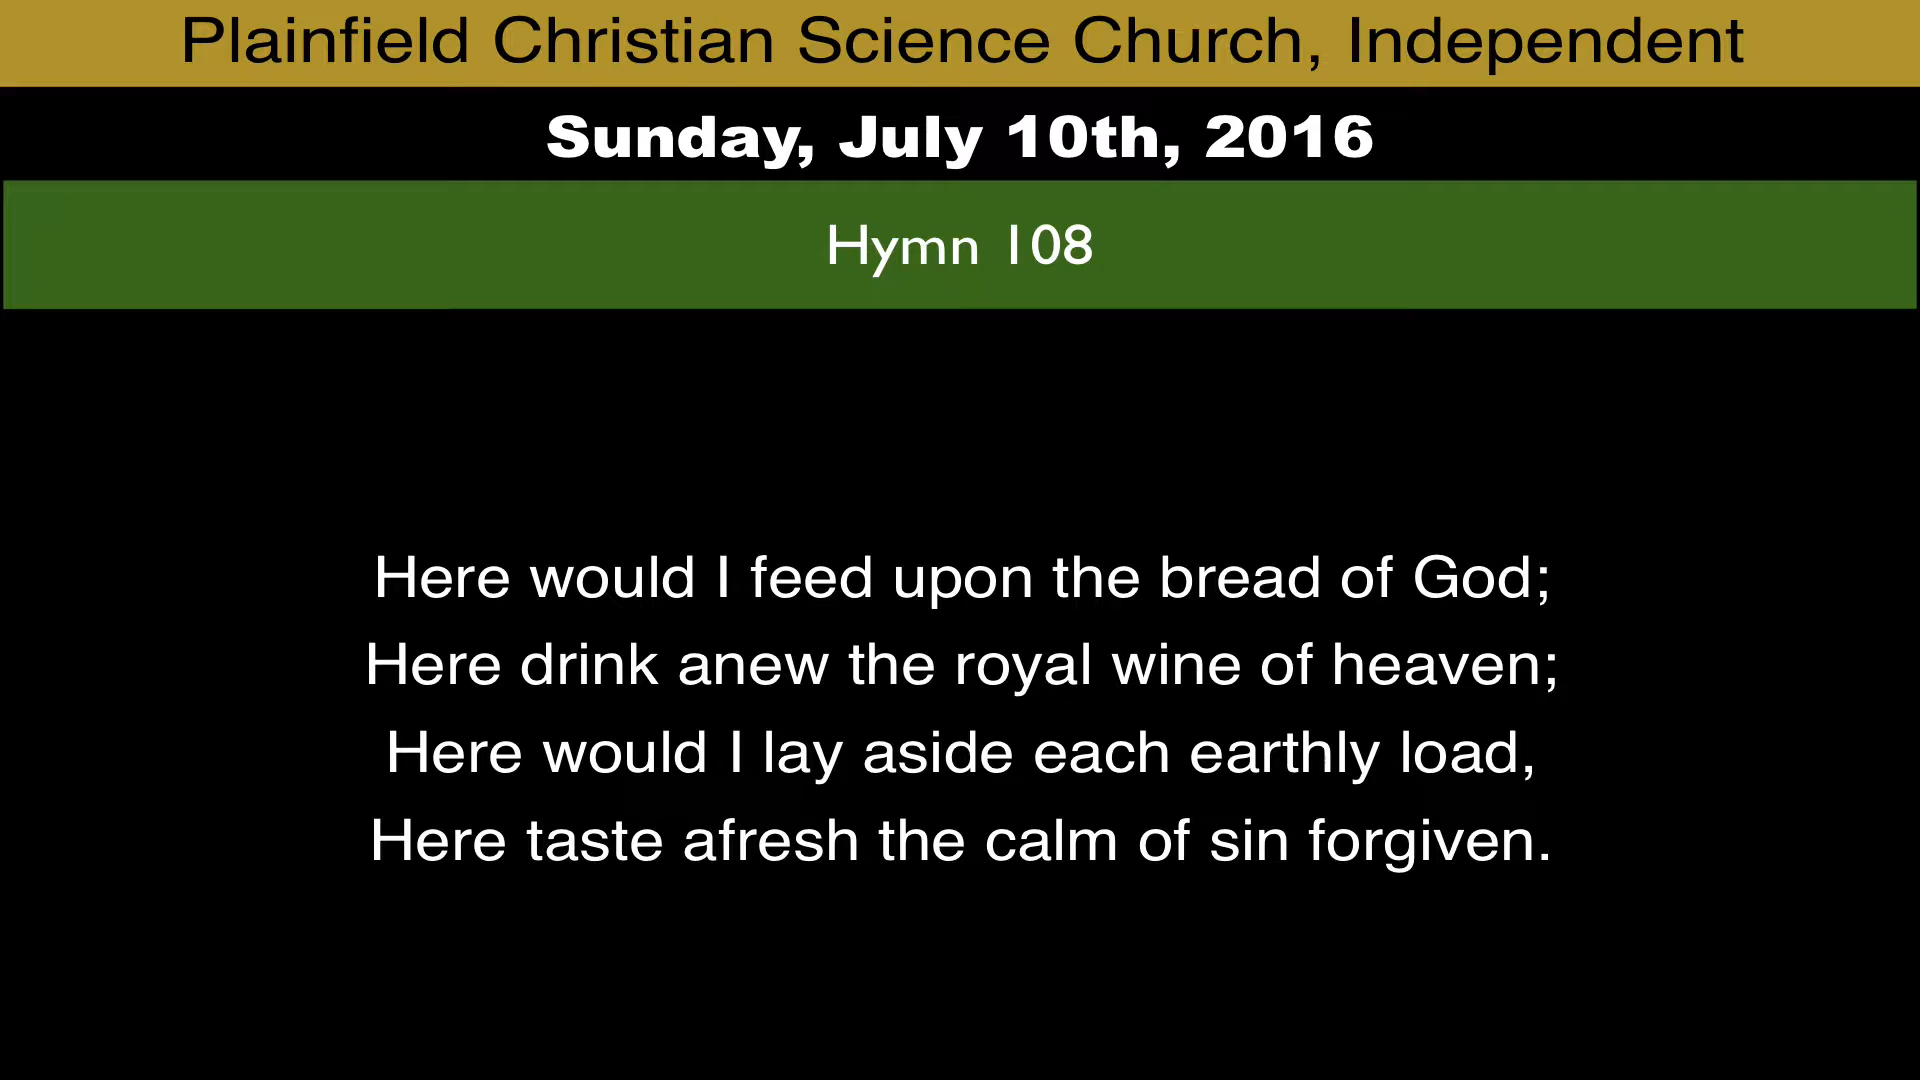 Plainfield Christian Science Church, Independent
Sunday, July 10th, 2016
Hymn 108
Here would I feed upon the bread of God;
Here drink anew the royal wine of heaven;
Here would I lay aside each earthly load,
Here taste afresh the calm of sin forgiven.